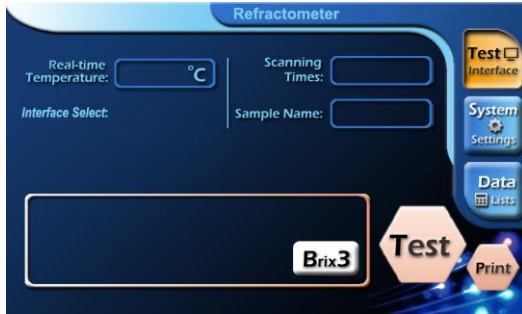 Refractometer
Real-time
Temperature:
°C
Scanning
Times:
Interface Select:
Sample Name:
Test
Interface
System
Settings
Data
Lists
Brix3
Test
Print